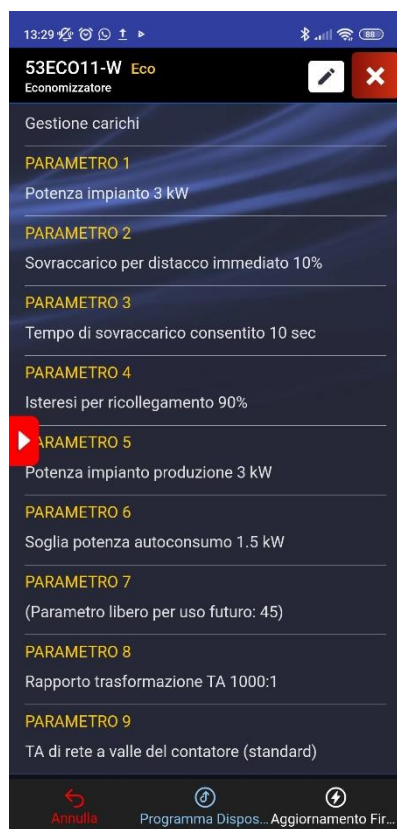 13:29
88
53ECO11-W Eco
Economizzatore
Gestione carichi
PARAMETRO 1
Potenza impianto 3 kW
PARAMETRO 2
Sovraccarico per distacco immediato 10%
PARAMETRO 3
Tempo di sovraccarico consentito 10 sec
PARAMETRO 4
Isteresi per ricollegamento 90%
PARAMETRO 5
Potenza impianto produzione 3 kW
PARAMETRO 6
Soglia potenza autoconsumo 1.5 kW
PARAMETRO 7
(Parametro libero per uso futuro: 45)
PARAMETRO 8
Rapporto trasformazione TA 1000:1
PARAMETRO 9
TA di rete a valle del contatore (standard)
Annulla
Programma Dispos...
Aggiornamento Fir...